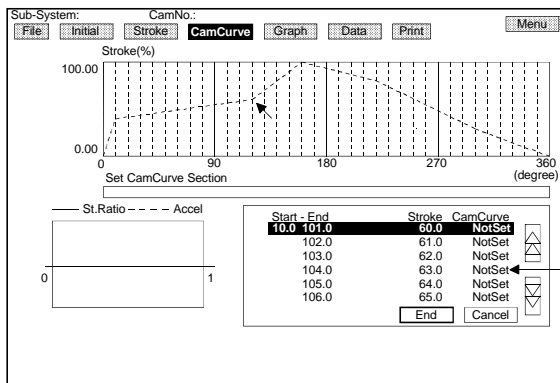 Sub-System: CamNo.:
File Initial Stroke CamCurve Graph Data Print Menu
Stroke(%)
100.00
0.00
0 90 180 270 360
(degree)
Set CamCurve Section
St.Ratio Accel
0 1
Start - End Stroke CamCurve
10.0 101.0 60.0 NotSet
102.0 61.0 NotSet
103.0 62.0 NotSet
104.0 63.0 NotSet
105.0 64.0 NotSet
106.0 65.0 NotSet
End Cancel